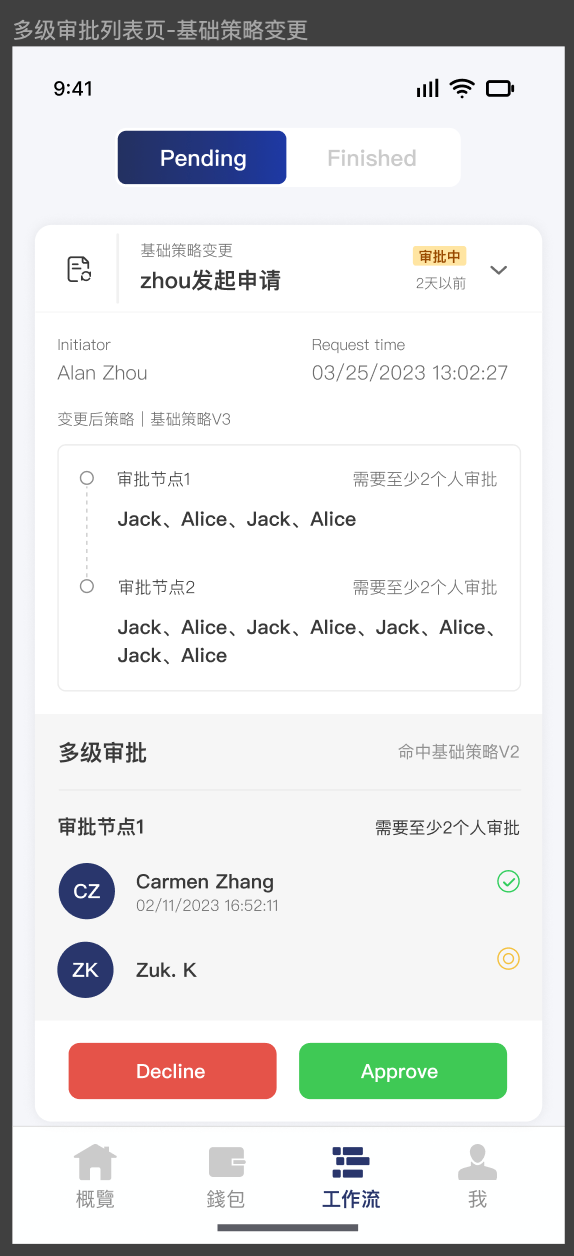 多级审批列表页-基础策略变更
9:41
Pending
Finished
基础策略变更
审批中
zhou发起申请
2天以前
Initiator
Request time
Alan Zhou
03/25/2023 13:02:27
变更后策略｜基础策略V3
审批节点1
需要至少2个人审批
Jack、Alice、Jack、Alice
审批节点2
需要至少2个人审批
Jack、Alice、Jack、Alice、Jack、Alice、
Jack、Alice
多级审批
命中基础策略V2
审批节点1
需要至少2个人审批
CZ
Carmen Zhang
02/11/2023 16:52:11
ZK
Zuk. K
Decline
Approve
概覽
錢包
工作流
我